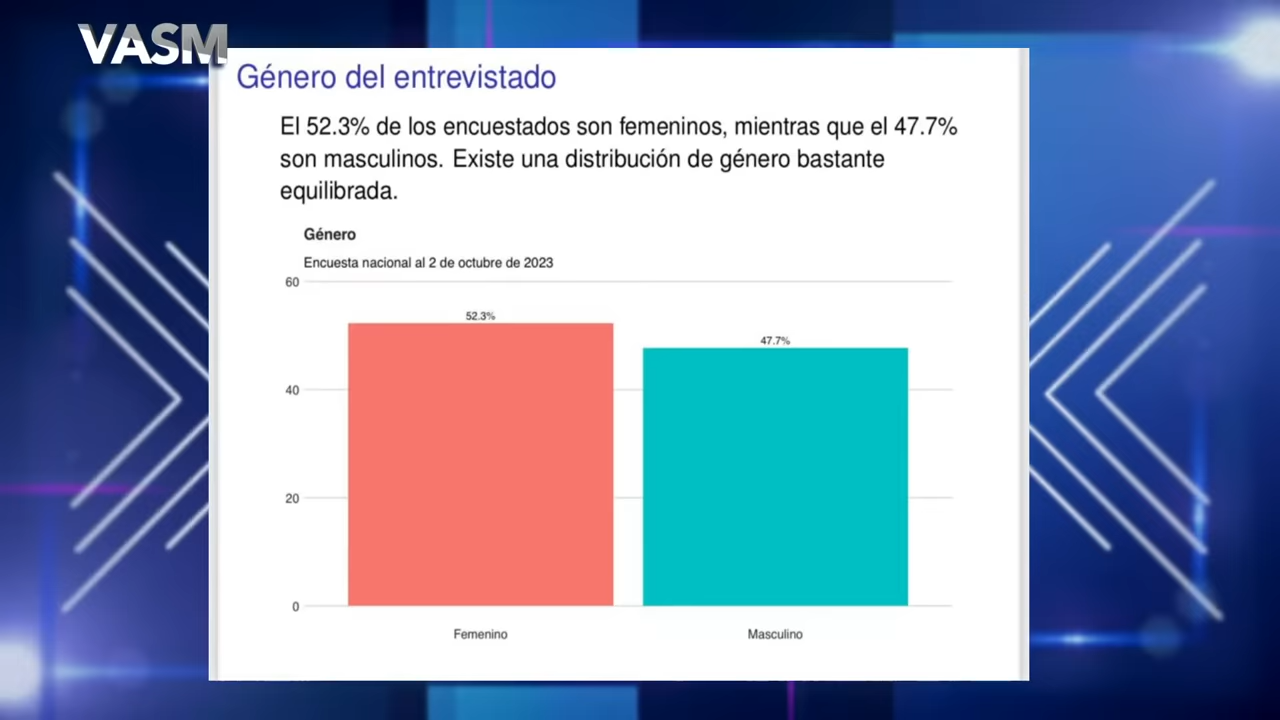 VASM
Género del entrevistado
El 52.3% de los encuestados son femeninos, mientras que el 47.7%
son masculinos. Existe una distribución de género bastante
equilibrada.
Género
Encuesta nacional al 2 de octubre de 2023
60
52.3%
47.7%
40
20
0
Femenino
Masculino